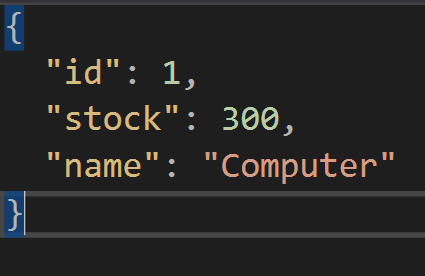 {
"id": 1,
"stock": 300,
"name": "Computer"
}